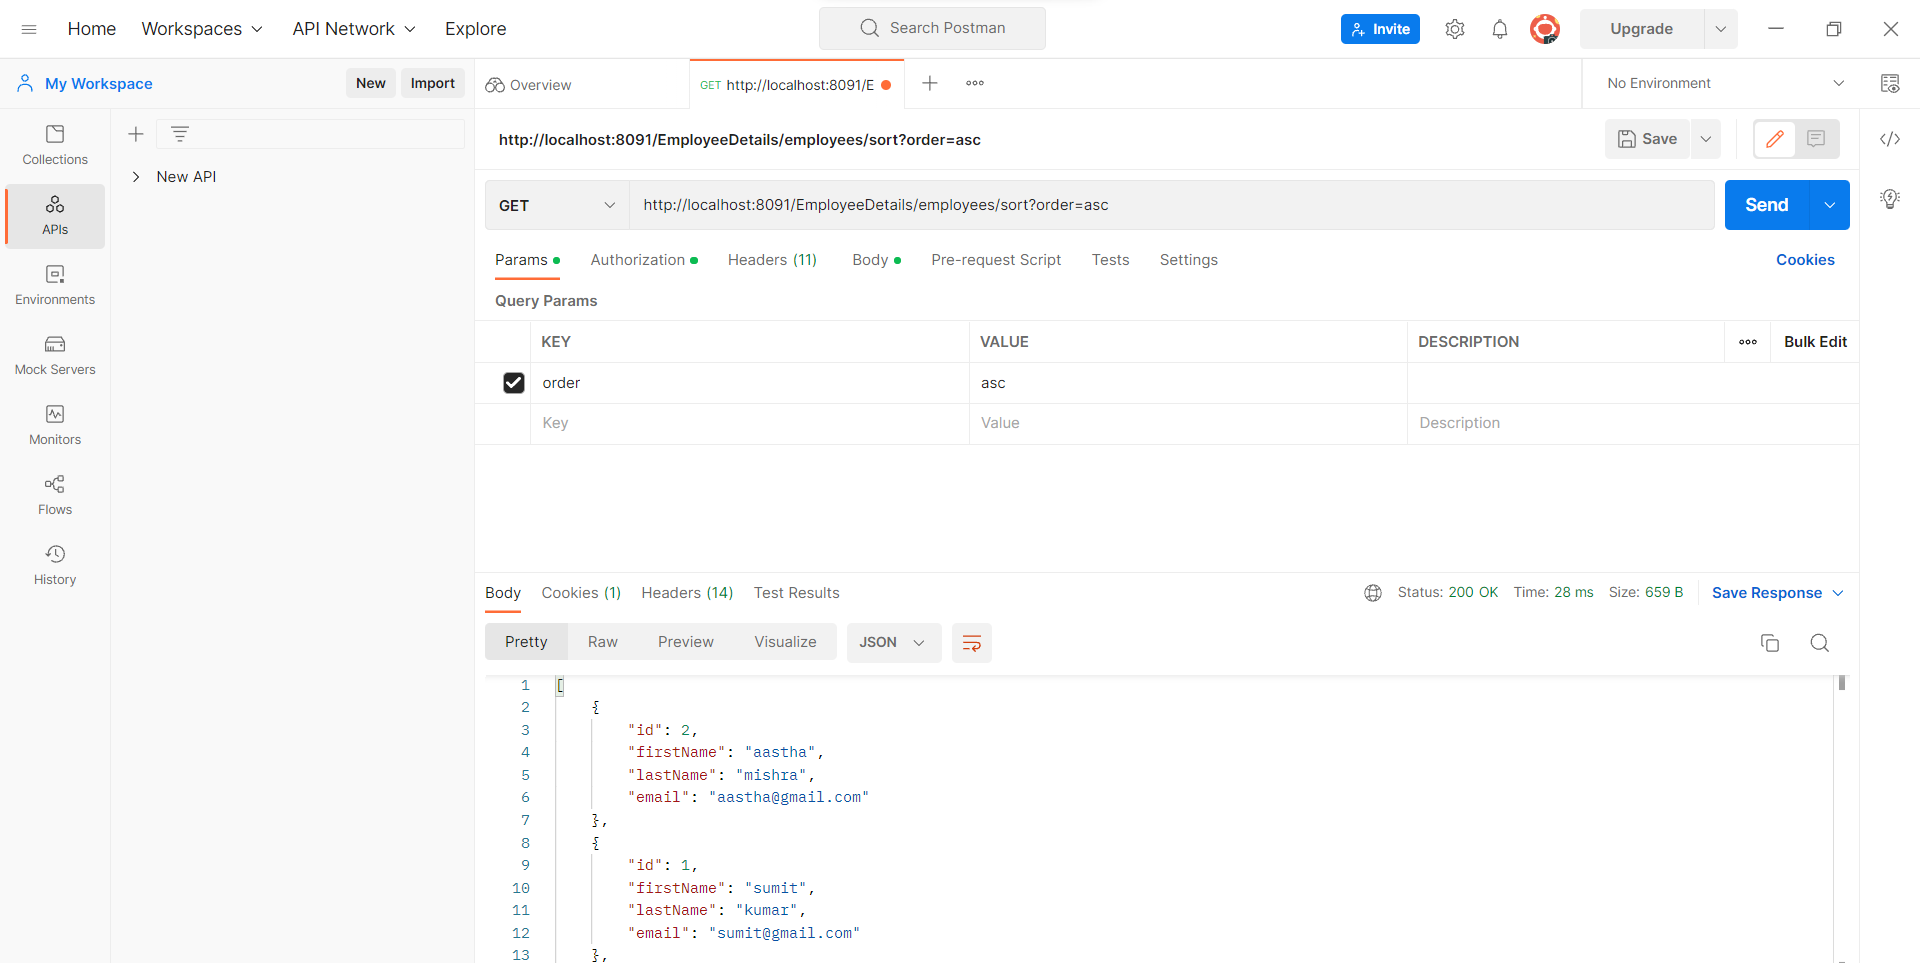 Home Workspaces API Network Explore Search Postman Invite Upgrade
My Workspace New Import Overview GET http://localhost:8091/E No Environment
Collections
APIs
Environments
Mock Servers
Monitors
Flows
History
New API
http://localhost:8091/EmployeeDetails/employees/sort?order=asc Save
GET http://localhost:8091/EmployeeDetails/employees/sort?order=asc Send
Params Authorization Headers (11) Body Pre-request Script Tests Settings Cookies
Query Params
KEY VALUE DESCRIPTION Bulk Edit
order asc
Key Value Description
Body Cookies (1) Headers (14) Test Results Status: 200 OK Time: 28 ms Size: 659 B Save Response
Pretty Raw Preview Visualize JSON
1 [
2 {
3 "id": 2,
4 "firstName": "aastha",
5 "lastName": "mishra",
6 "email": "aastha@gmail.com"
7 },
8 {
9 "id": 1,
10 "firstName": "sumit",
11 "lastName": "kumar",
12 "email": "sumit@gmail.com"
13 },